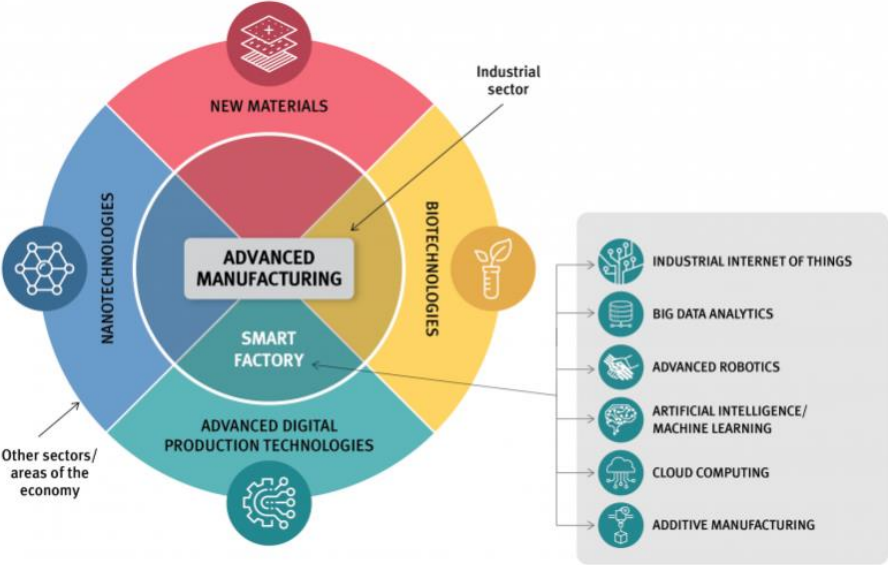 Industrial
sector
NEW MATERIALS
NANOTECHNOLOGIES
BIOTECHNOLOGIES
ADVANCED
MANUFACTURING
SMART
FACTORY
ADVANCED DIGITAL
PRODUCTION TECHNOLOGIES
Other sectors/
areas of the
economy
INDUSTRIAL INTERNET OF THINGS
BIG DATA ANALYTICS
ADVANCED ROBOTICS
ARTIFICIAL INTELLIGENCE/
MACHINE LEARNING
CLOUD COMPUTING
ADDITIVE MANUFACTURING